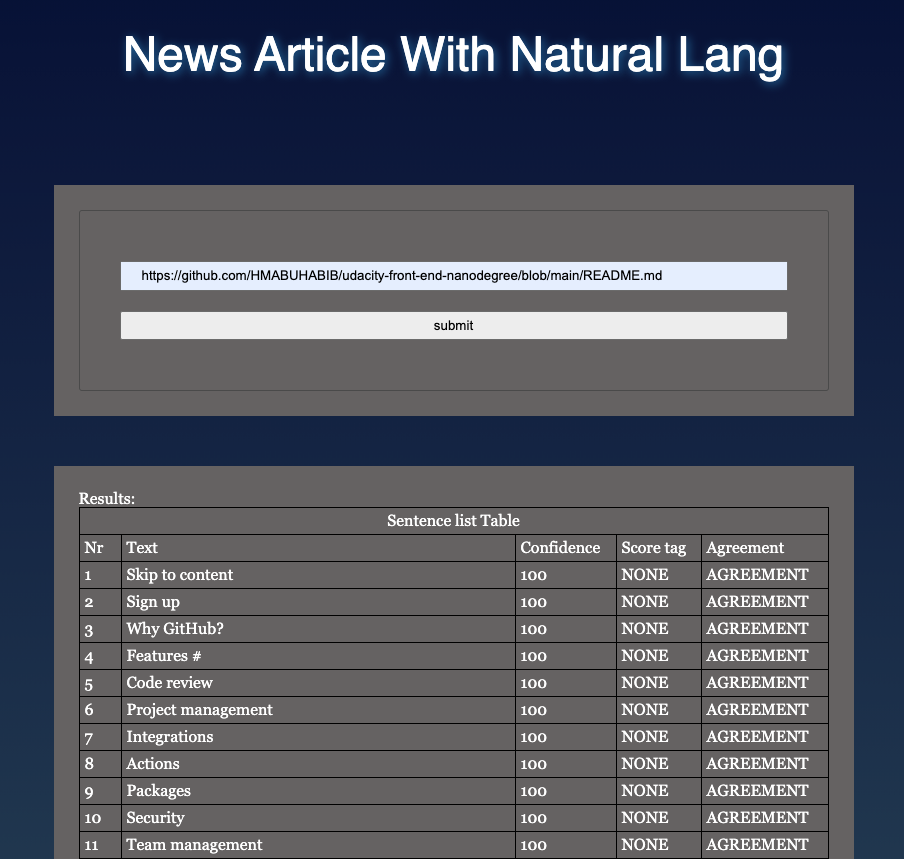 News Article With Natural Lang
https://github.com/HMABUHABIB/udacity-front-end-nanodegree/blob/main/README.md
submit
Results:
Sentence list Table
Nr Text Confidence Score tag Agreement
1 Skip to content 100 NONE AGREEMENT
2 Sign up 100 NONE AGREEMENT
3 Why GitHub? 100 NONE AGREEMENT
4 Features # 100 NONE AGREEMENT
5 Code review 100 NONE AGREEMENT
6 Project management 100 NONE AGREEMENT
7 Integrations 100 NONE AGREEMENT
8 Actions 100 NONE AGREEMENT
9 Packages 100 NONE AGREEMENT
10 Security 100 NONE AGREEMENT
11 Team management 100 NONE AGREEMENT